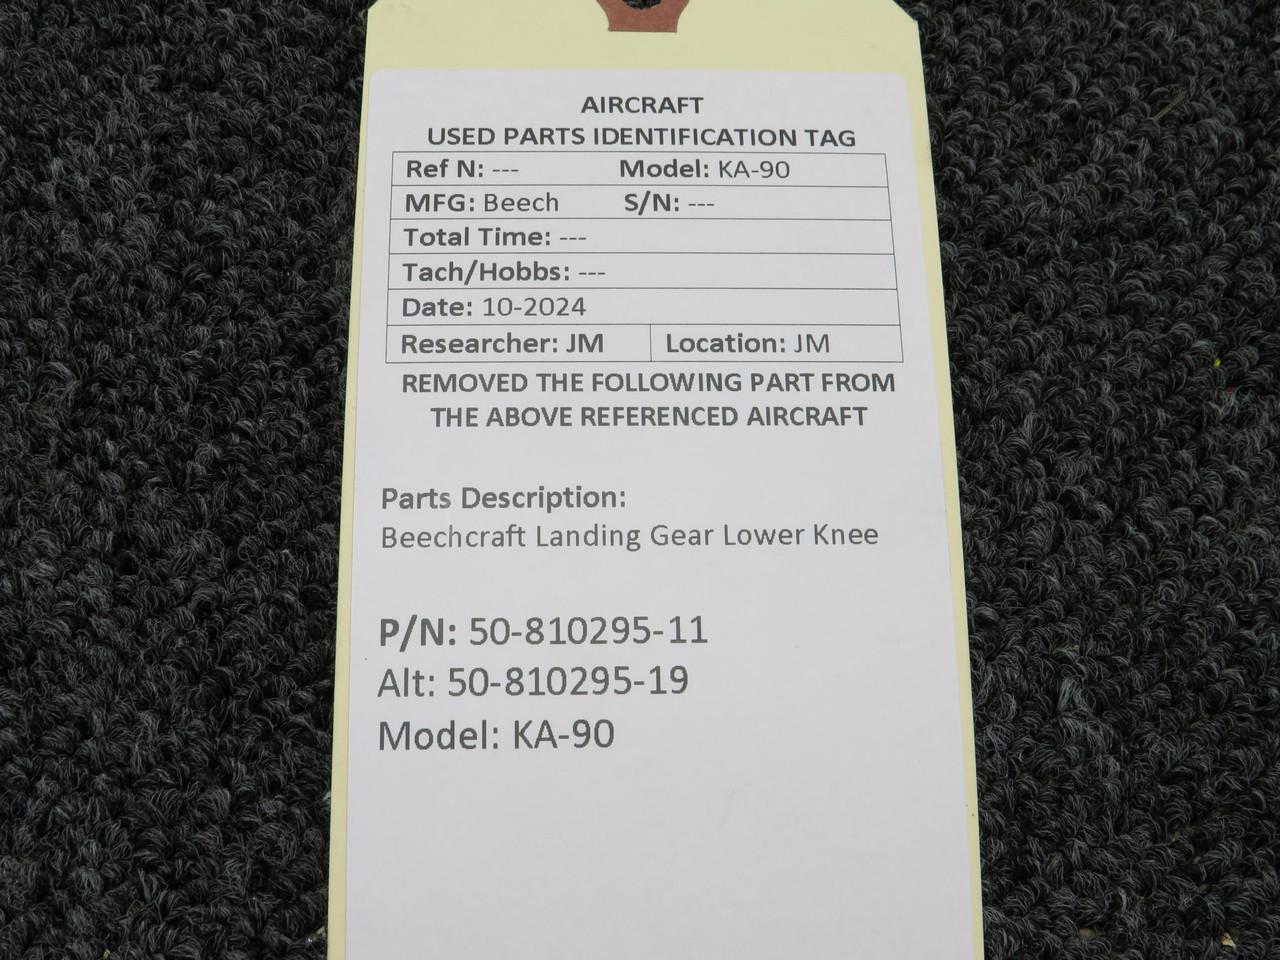 AIRCRAFT
USED PARTS IDENTIFICATION TAG
Ref N: --- Model: KA-90
MFG: Beech S/N: ---
Total Time: ---
Tach/Hobbs: ---
Date: 10-2024
Researcher: JM Location: JM
REMOVED THE FOLLOWING PART FROM
THE ABOVE REFERENCED AIRCRAFT
Parts Description:
Beechcraft Landing Gear Lower Knee
P/N: 50-810295-11
Alt: 50-810295-19
Model: KA-90